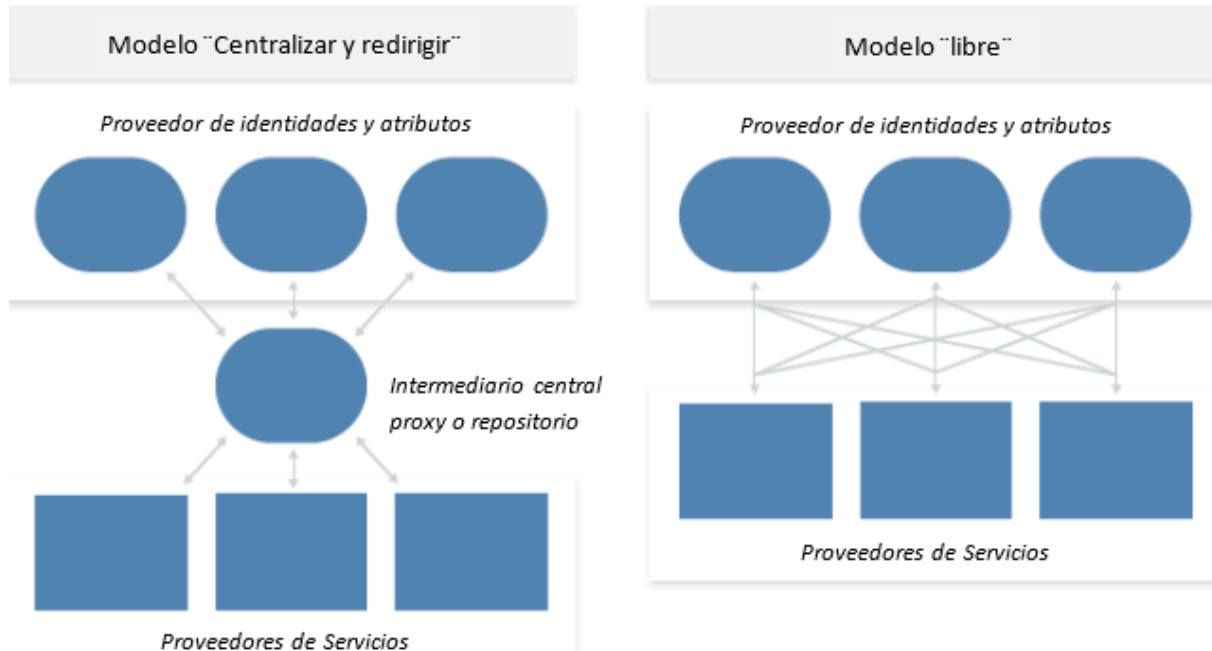 Modelo ¨Centralizar y redirigir¨
Proveedor de identidades y atributos
Intermediario central
proxy o repositorio
Proveedores de Servicios
Modelo ¨libre¨
Proveedor de identidades y atributos
Proveedores de Servicios